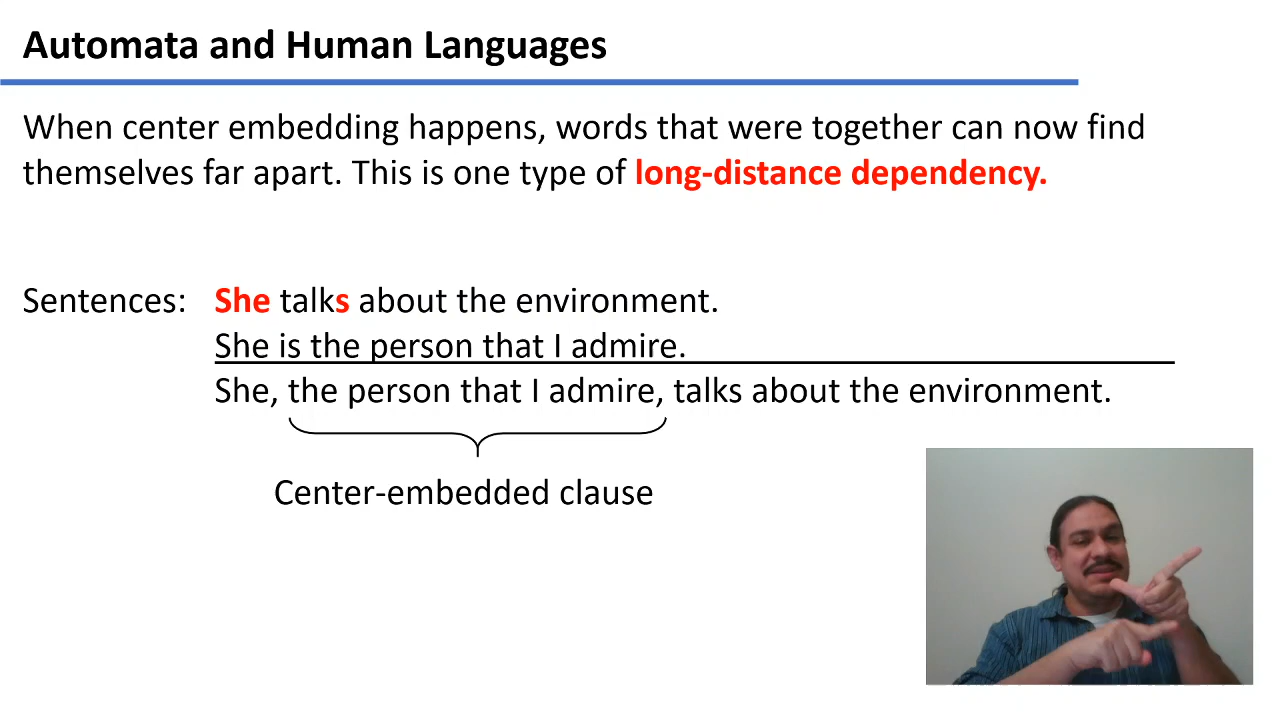 Automata and Human Languages
When center embedding happens, words that were together can now find
themselves far apart. This is one type of long-distance dependency.
Sentences: She talks about the environment.
She is the person that I admire.
She, the person that I admire, talks about the environment.
Center-embedded clause